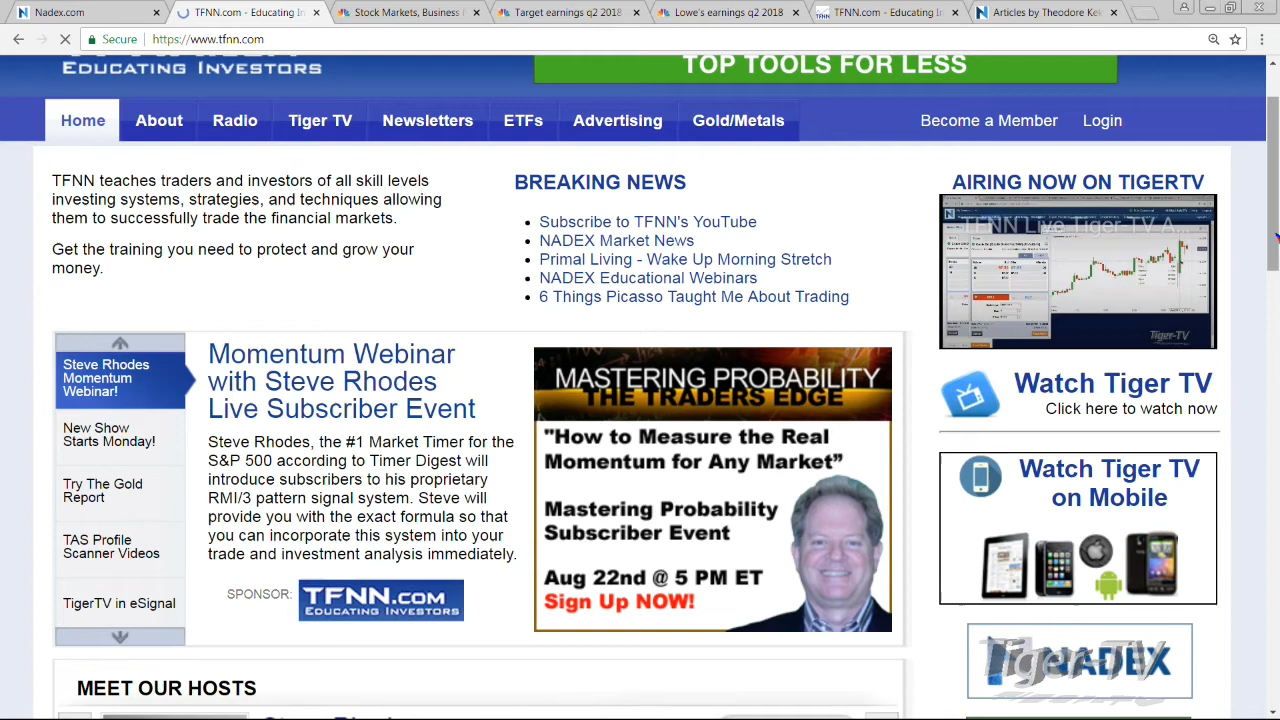 Nadex.com
TFNN.com - Educating In
Stock Markets, Business
Target earnings q2 2018
Lowe's earnings q2 2018
TFNN.com - Educating In
Articles by Theodore Kek
Secure
https://www.tfnn.com
EDUCATING INVESTORS
TOP TOOLS FOR LESS
Home
About
Radio
Tiger TV
Newsletters
ETFs
Advertising
Gold/Metals
Become a Member
Login
TFNN teaches traders and investors of all skill levels
investing systems, strategies, and techniques allowing
them to successfully trade the financial markets.
Get the training you need to protect and grow your
money.
BREAKING NEWS
Subscribe to TFNN's YouTube
NADEX Market News
Primal Living - Wake Up Morning Stretch
NADEX Educational Webinars
6 Things Picasso Taught Me About Trading
AIRING NOW ON TIGERTV
TFNN Live Tiger-TV A...
Tiger-TV
Steve Rhodes
Momentum
Webinar!
New Show
Starts Monday!
Try The Gold
Report
TAS Profile
Scanner Videos
TigerTV in eSignal
Momentum Webinar
with Steve Rhodes
Live Subscriber Event
Steve Rhodes, the #1 Market Timer for the
S&P 500 according to Timer Digest will
introduce subscribers to his proprietary
RMI/3 pattern signal system. Steve will
provide you with the exact formula so that
you can incorporate this system into your
trade and investment analysis immediately.
SPONSOR:
TFNN.COM
EDUCATING INVESTORS
MASTERING PROBABILITY
THE TRADERS EDGE
"How to Measure the Real
Momentum for Any Market”
Mastering Probability
Subscriber Event
Aug 22nd @ 5 PM ET
Sign Up NOW!
Watch Tiger TV
Click here to watch now
Watch Tiger TV
on Mobile
NADEX
Tiger-TV
MEET OUR HOSTS